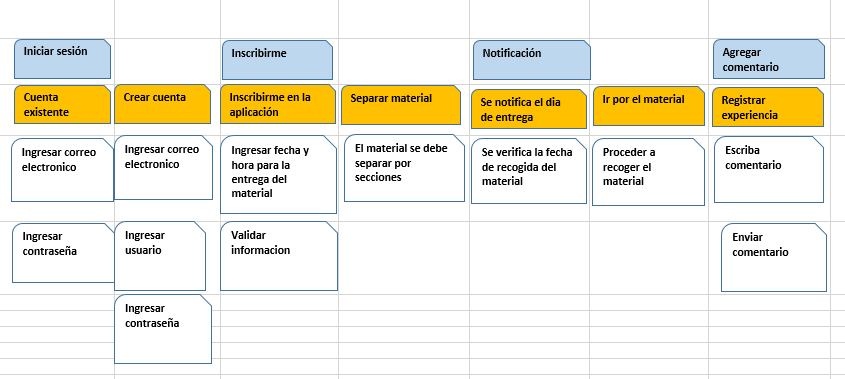 Iniciar sesión
Inscribirme
Notificación
Agregar
comentario
Cuenta
existente
Crear cuenta
Inscribirme en la
aplicación
Separar material
Se notifica el dia
de entrega
Ir por el material
Registrar
experiencia
Ingresar correo
electronico
Ingresar correo
electronico
Ingresar fecha y
hora para la
entrega del
material
El material se debe
separar por
secciones
Se verifica la fecha
de recogida del
material
Proceder a
recoger el
material
Escriba
comentario
Ingresar
contraseña
Ingresar
usuario
Validar
informacion
Enviar
comentario
Ingresar
contraseña